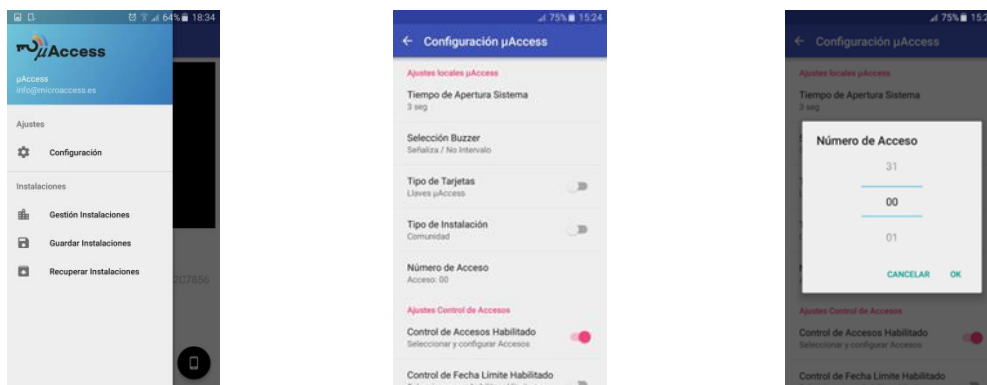 64% 18:34
μAccess
μAccess
info@microaccess.es
Ajustes
Configuración
Instalaciones
Gestión Instalaciones
Guardar Instalaciones
Recuperar Instalaciones
2C7856
75% 15:24
Configuración μAccess
Ajustes locales μAccess
Tiempo de Apertura Sistema
3 seg
Selección Buzzer
Señaliza / No Intervalo
Tipo de Tarjetas
Llaves μAccess
Tipo de Instalación
Comunidad
Número de Acceso
Acceso: 00
Ajustes Control de Accesos
Control de Accesos Habilitado
Seleccionar y configurar Accesos
Control de Fecha Límite Habilitado
75% 15:2
Configuración μAccess
Ajustes locales μAccess
Tiempo de Apertura Sistema
3 seg
Número de Acceso
31
00
01
CANCELAR OK
Ajustes Control de Accesos
Control de Accesos Habilitado
Seleccionar y configurar Accesos
Control de Fecha Límite Habilitado